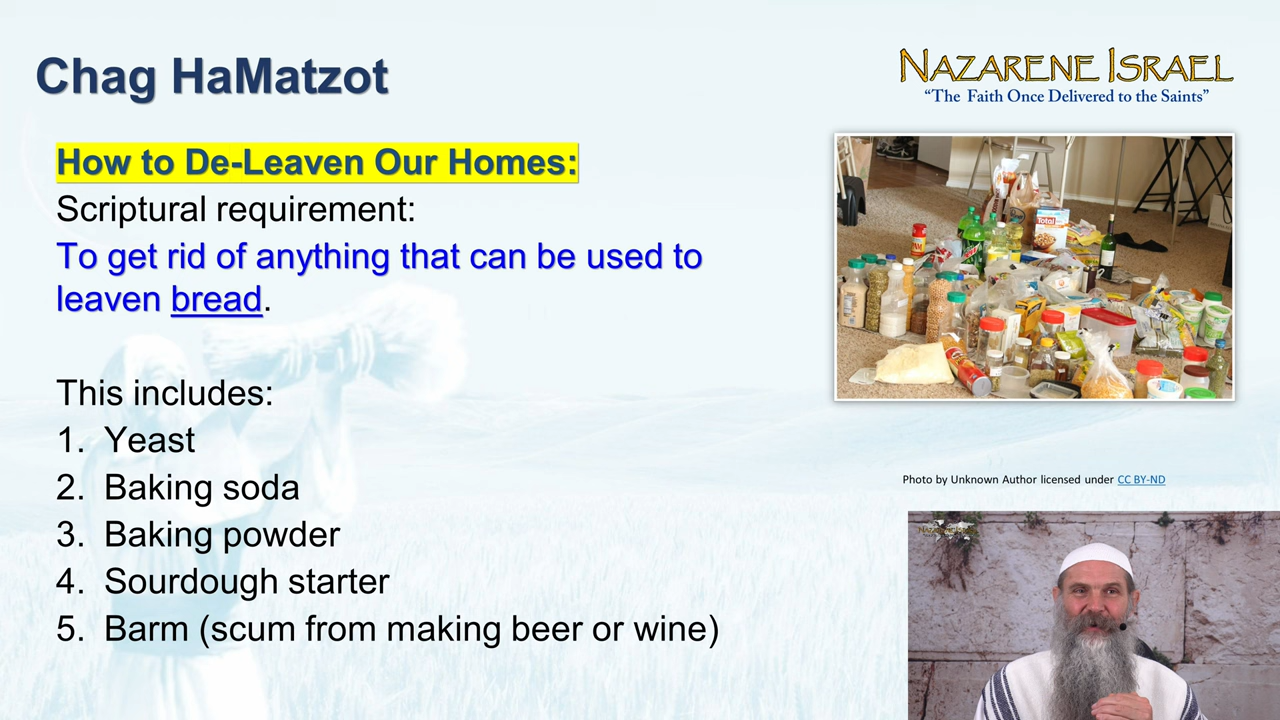 Chag HaMatzot
NAZARENE ISRAEL
“The Faith Once Delivered to the Saints”
How to De-Leaven Our Homes:
Scriptural requirement:
To get rid of anything that can be used to
leaven bread.
This includes:
1. Yeast
2. Baking soda
3. Baking powder
4. Sourdough starter
5. Barm (scum from making beer or wine)
Total
Photo by Unknown Author licensed under CC BY-ND
NAZARENE ISRAEL